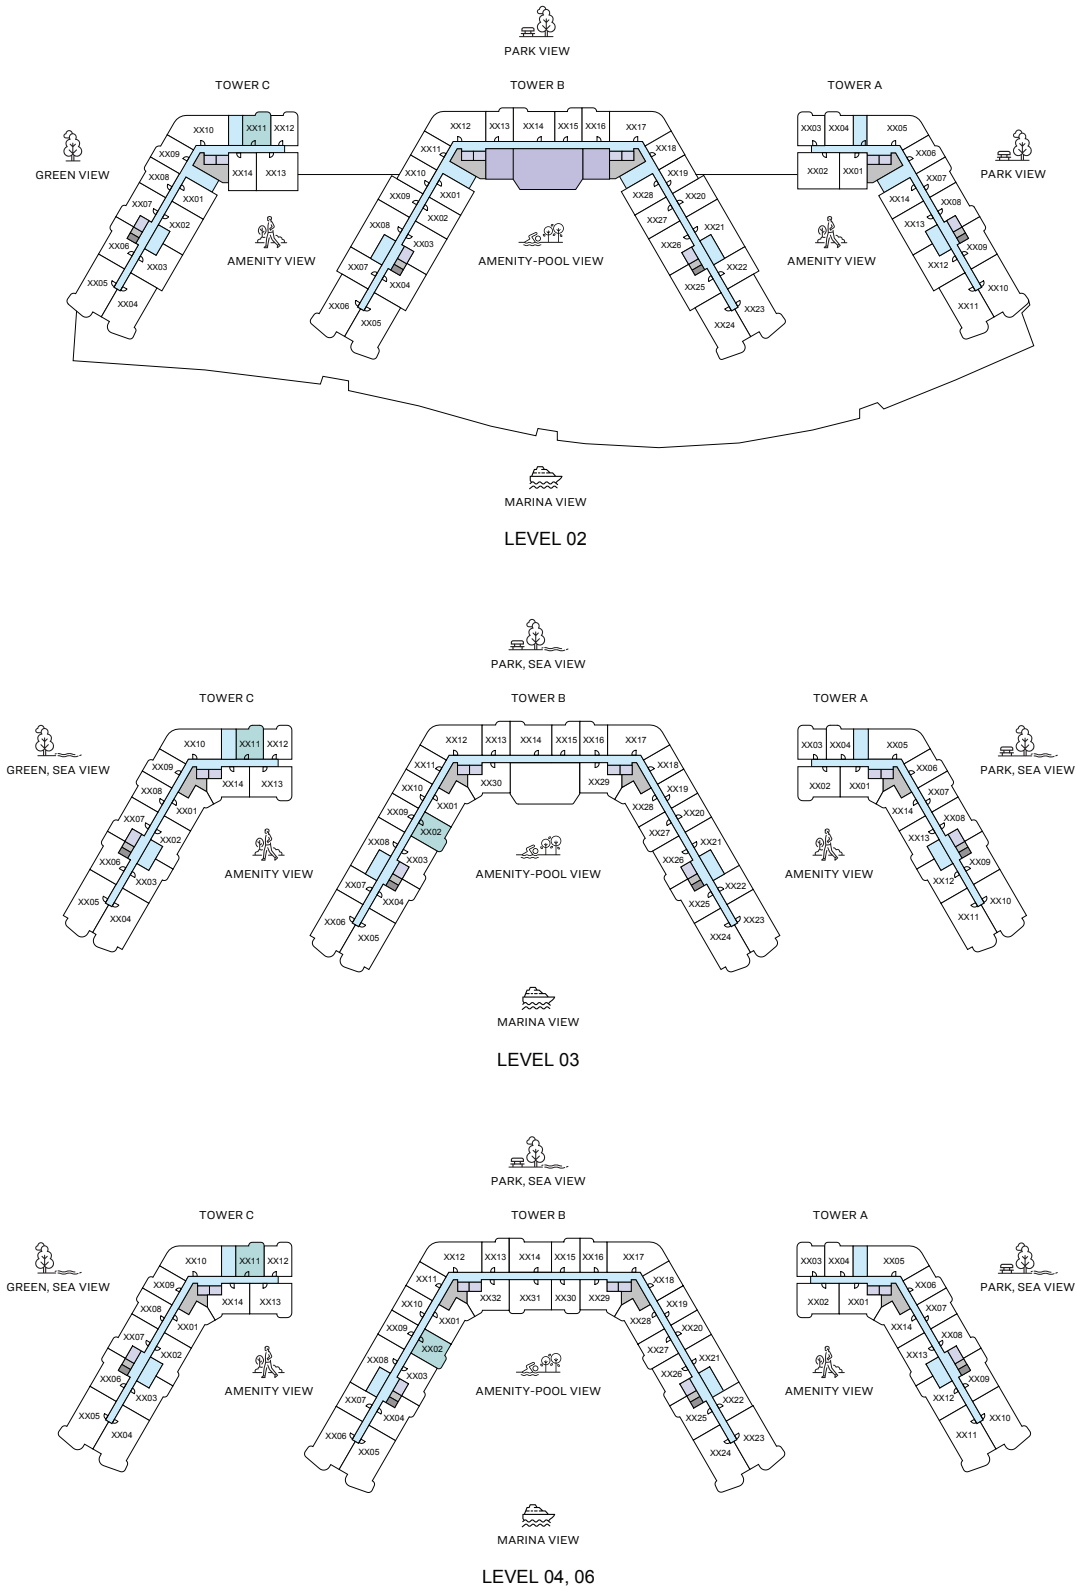 PARK VIEW
TOWER C
TOWER B
TOWER A
XX10
XX11
XX12
XX09
XX08
XX07
XX06
XX05
XX04
XX03
XX02
XX01
XX14
XX13
XX12
XX13
XX14
XX15
XX16
XX17
XX11
XX10
XX09
XX08
XX07
XX06
XX05
XX04
XX03
XX02
XX01
XX18
XX19
XX20
XX21
XX22
XX23
XX24
XX25
XX26
XX27
XX28
XX03
XX04
XX05
XX02
XX01
XX06
XX07
XX08
XX09
XX10
XX11
XX12
XX13
XX14
GREEN VIEW
PARK VIEW
AMENITY VIEW
AMENITY-POOL VIEW
AMENITY VIEW
MARINA VIEW
LEVEL 02
PARK, SEA VIEW
TOWER C
TOWER B
TOWER A
XX10
XX11
XX12
XX09
XX08
XX07
XX06
XX05
XX04
XX03
XX02
XX01
XX14
XX13
XX12
XX13
XX14
XX15
XX16
XX17
XX11
XX10
XX09
XX08
XX07
XX06
XX05
XX04
XX03
XX02
XX01
XX30
XX29
XX18
XX19
XX20
XX21
XX22
XX23
XX24
XX25
XX26
XX27
XX28
XX03
XX04
XX05
XX02
XX01
XX06
XX07
XX08
XX09
XX10
XX11
XX12
XX13
XX14
GREEN, SEA VIEW
PARK, SEA VIEW
AMENITY VIEW
AMENITY-POOL VIEW
AMENITY VIEW
MARINA VIEW
LEVEL 03
PARK, SEA VIEW
TOWER C
TOWER B
TOWER A
XX10
XX11
XX12
XX09
XX08
XX07
XX06
XX05
XX04
XX03
XX02
XX01
XX14
XX13
XX12
XX13
XX14
XX15
XX16
XX17
XX11
XX10
XX09
XX08
XX07
XX06
XX05
XX04
XX03
XX02
XX01
XX32
XX31
XX30
XX29
XX18
XX19
XX20
XX21
XX22
XX23
XX24
XX25
XX26
XX27
XX28
XX03
XX04
XX05
XX02
XX01
XX06
XX07
XX08
XX09
XX10
XX11
XX12
XX13
XX14
GREEN, SEA VIEW
PARK, SEA VIEW
AMENITY VIEW
AMENITY-POOL VIEW
AMENITY VIEW
MARINA VIEW
LEVEL 04, 06